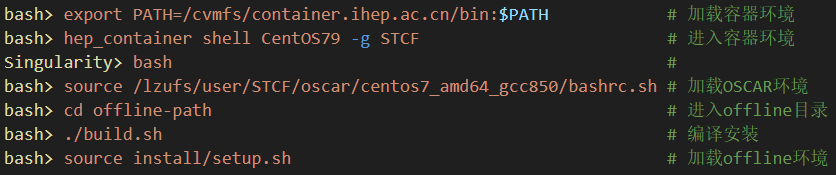 bash> export PATH=/cvmfs/container.ihep.ac.cn/bin:$PATH # 加载容器环境
bash> hep_container shell CentOS79 -g STCF # 进入容器环境
Singularity> bash #
bash> source /lzufs/user/STCF/oscar/centos7_amd64_gcc850/bashrc.sh # 加载OSCAR环境
bash> cd offline-path # 进入offline目录
bash> ./build.sh # 编译安装
bash> source install/setup.sh # 加载offline环境